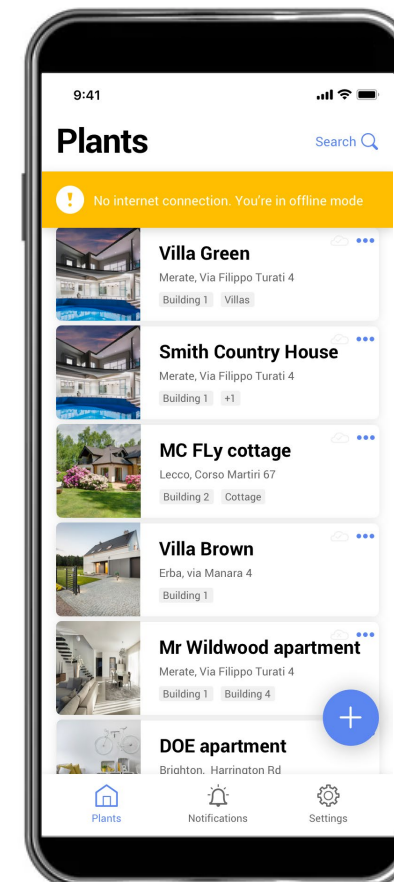 9:41
Plants
Search
No internet connection. You're in offline mode
Villa Green
Merate, Via Filippo Turati 4
Building 1 Villas
Smith Country House
Merate, Via Filippo Turati 4
Building 1 +1
MC FLy cottage
Lecco, Corso Martiri 67
Building 2 Cottage
Villa Brown
Erba, via Manara 4
Building 1
Mr Wildwood apartment
Merate, Via Filippo Turati 4
Building 1 Building 4
DOE apartment
Brighton, Harrington Rd
Plants Notifications Settings